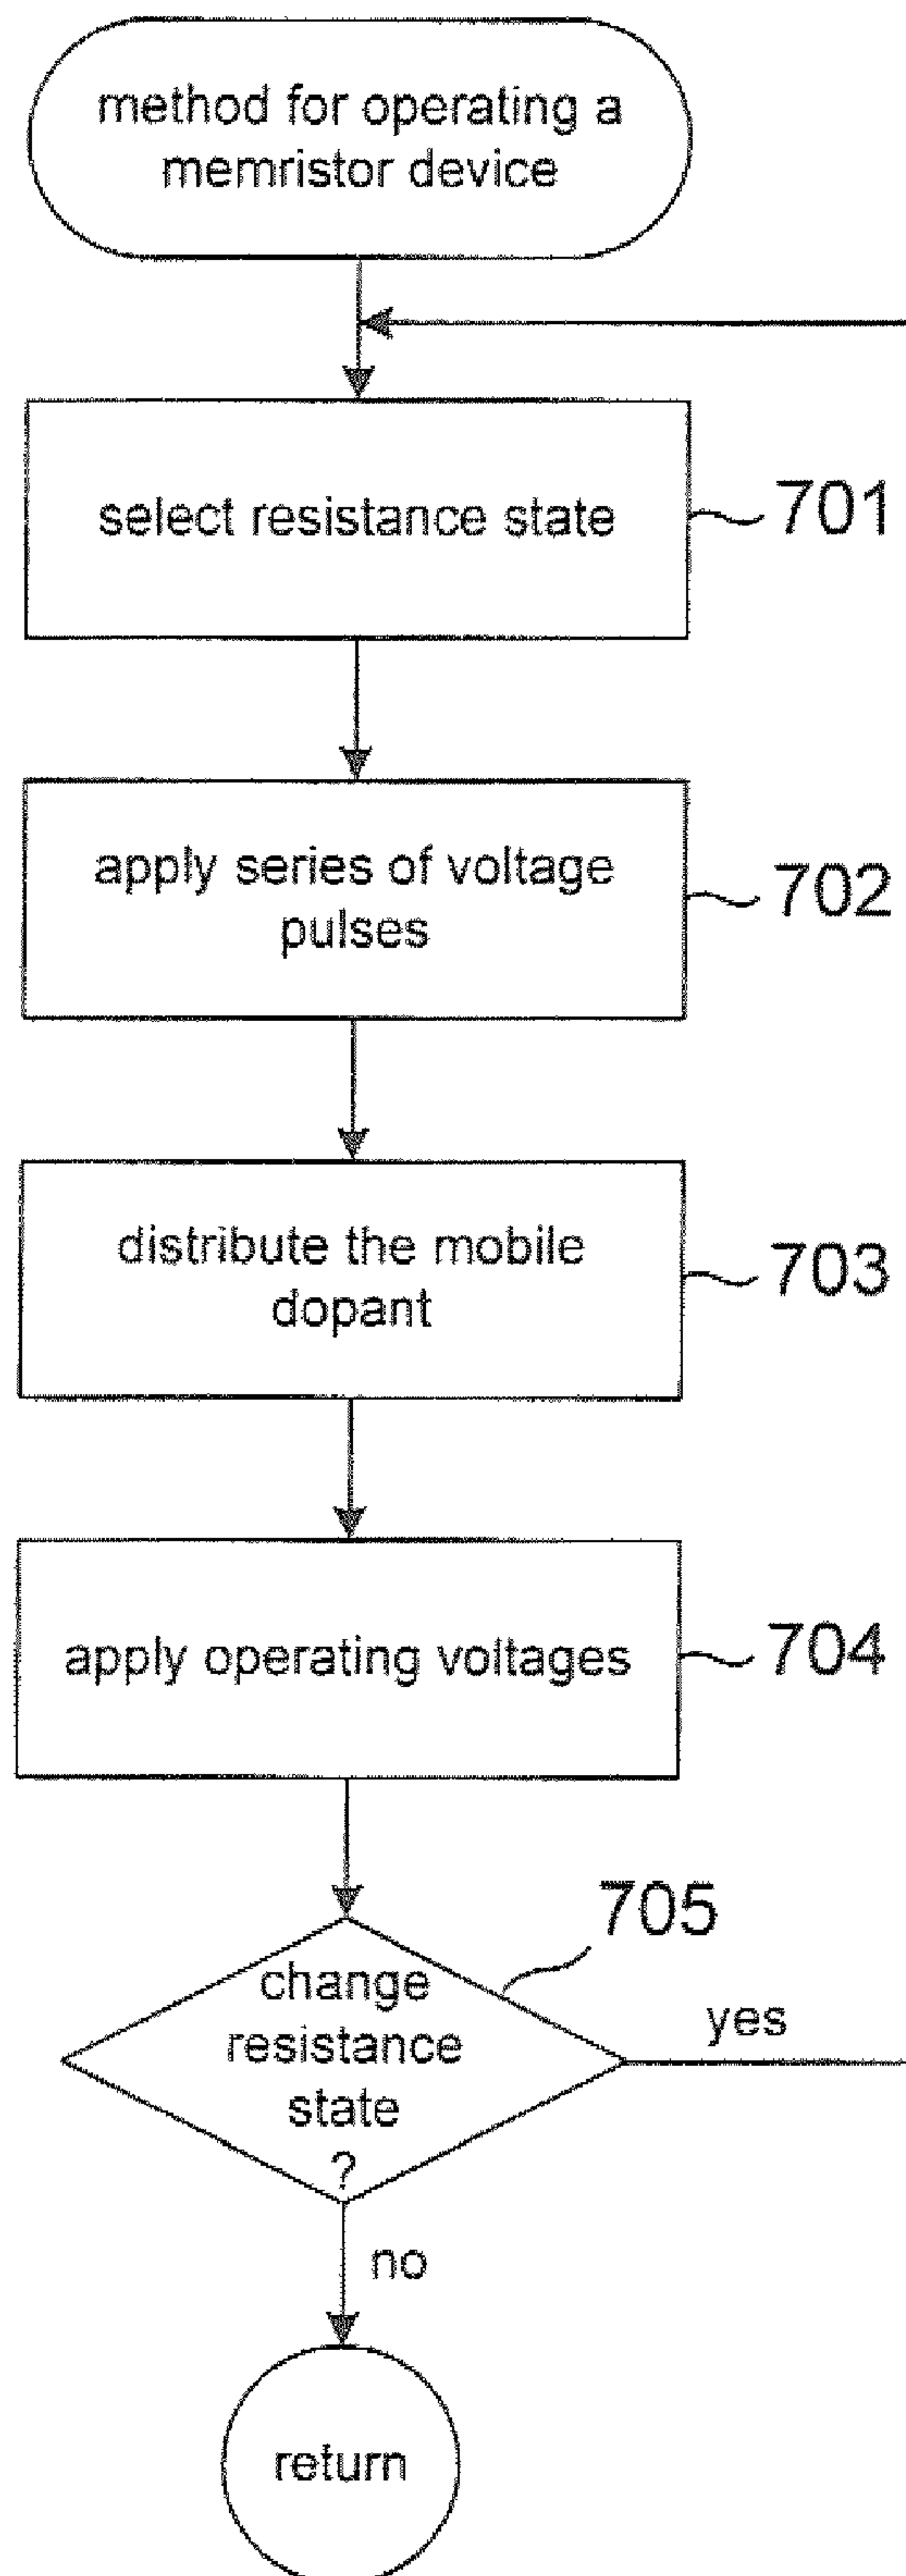 method for operating a
memristor device
select resistance state
701
apply series of voltage
pulses
702
distribute the mobile
dopant
703
apply operating voltages
704
705
change
resistance
state
?
yes
no
return